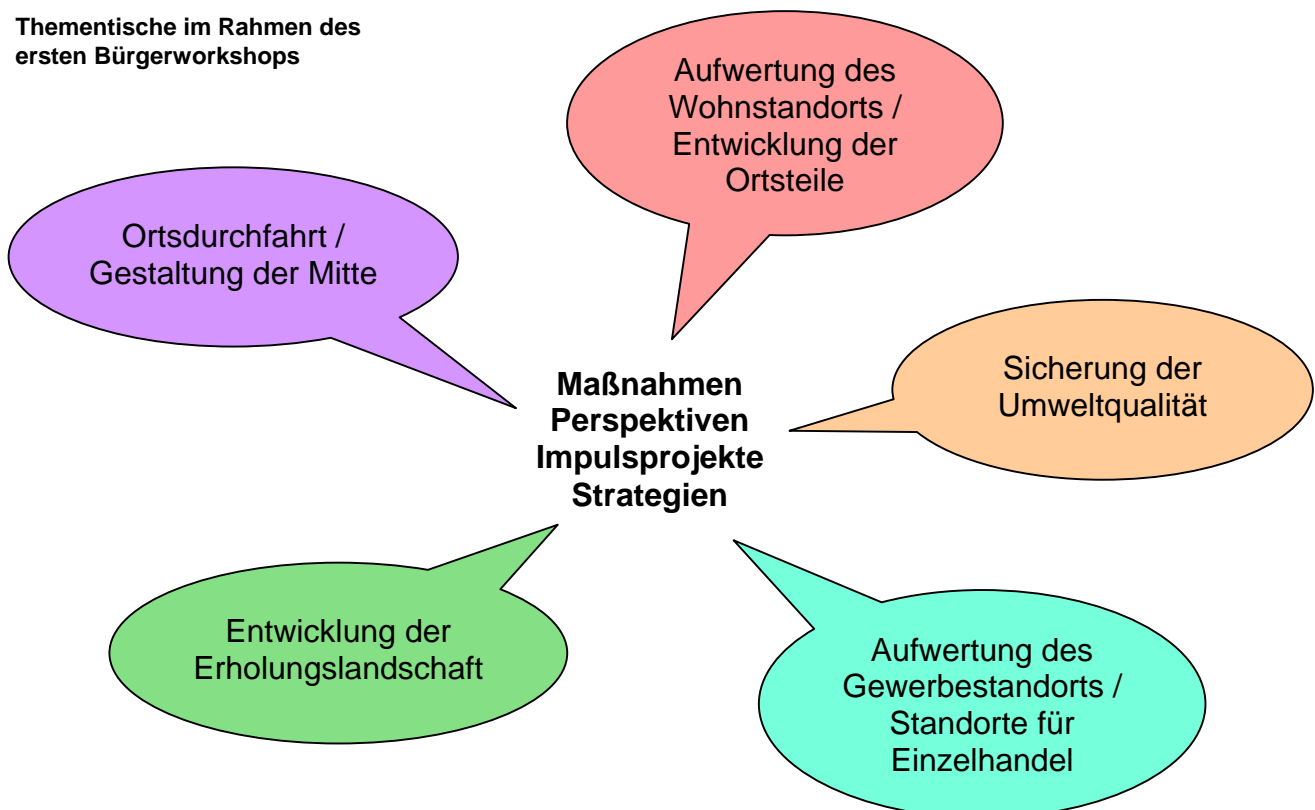 Thementische im Rahmen des
ersten Bürgerworkshops
Aufwertung des
Wohnstandorts /
Entwicklung der
Ortsteile
Ortsdurchfahrt /
Gestaltung der Mitte
Sicherung der
Umweltqualität
Maßnahmen
Perspektiven
Impulsprojekte
Strategien
Entwicklung der
Erholungslandschaft
Aufwertung des
Gewerbestandorts /
Standorte für
Einzelhandel